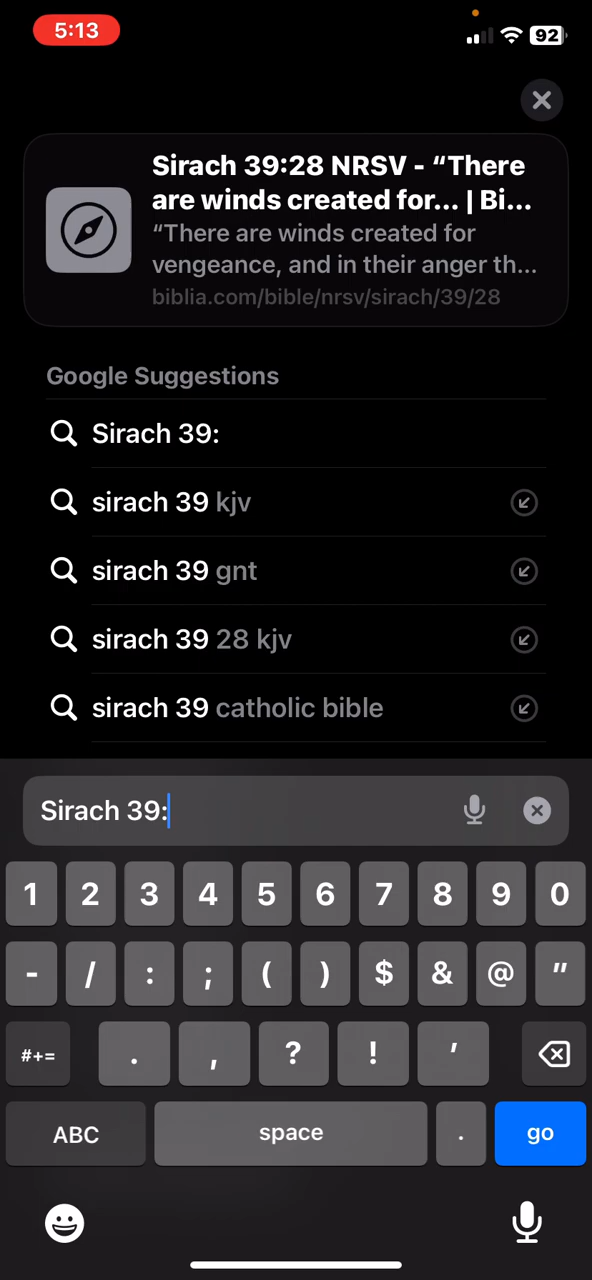 5:13
92
Sirach 39:28 NRSV - “There
are winds created for... | Bi...
“There are winds created for
vengeance, and in their anger th...
biblia.com/bible/nrsv/sirach/39/28
Google Suggestions
Sirach 39:
sirach 39 kjv
sirach 39 gnt
sirach 39 28 kjv
sirach 39 catholic bible
Sirach 39:
1 2 3 4 5 6 7 8 9 0
- / : ; ( ) $ & @ "
#+= . , ? ! '
ABC space . go